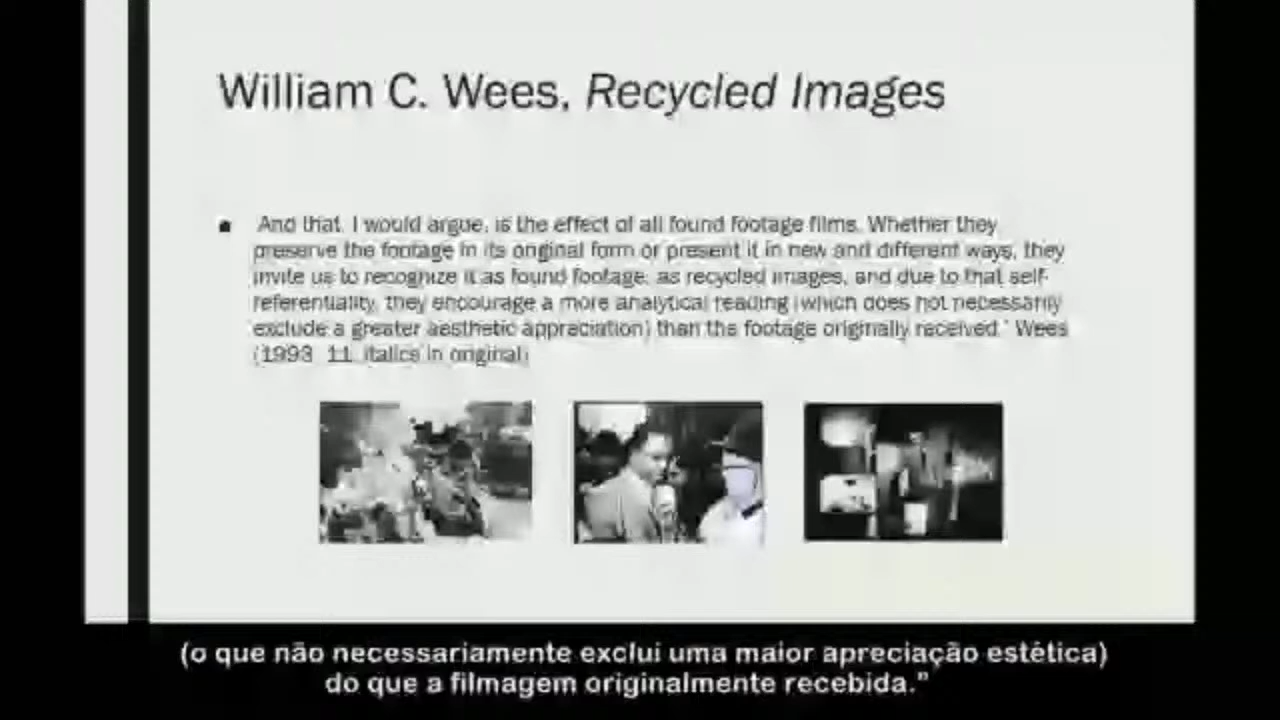 William C. Wees, Recycled Images
And that, I would argue, is the effect of all found footage films. Whether they
preserve the footage in its original form or present it in new and different ways, they
invite us to recognize it as found footage, as recycled images, and due to that self-
referentiality, they encourage a more analytical reading (which does not necessarily
exclude a greater aesthetic appreciation) than the footage originally received.' Wees
(1993 11 italics in original)
(o que não necessariamente exclui uma maior apreciação estética)
do que a filmagem originalmente recebida.”